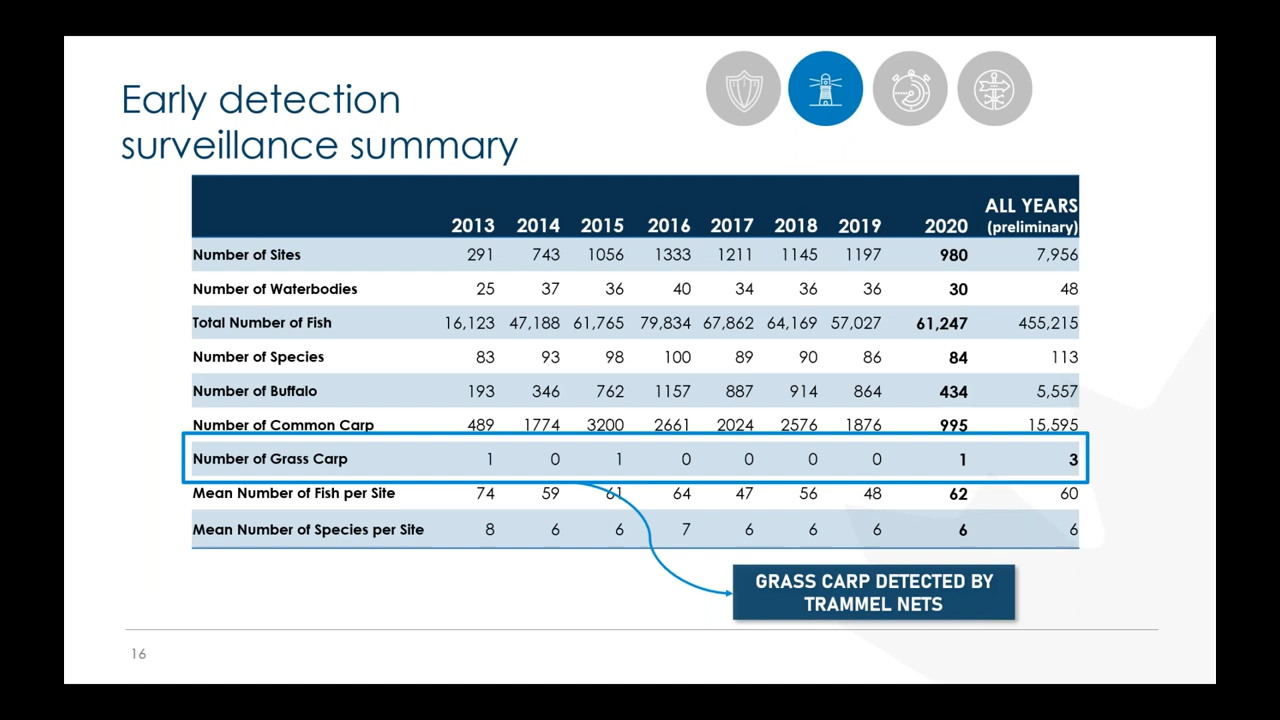 Early detection
surveillance summary
2013 2014 2015 2016 2017 2018 2019 2020 ALL YEARS (preliminary)
Number of Sites 291 743 1056 1333 1211 1145 1197 980 7,956
Number of Waterbodies 25 37 36 40 34 36 36 30 48
Total Number of Fish 16,123 47,188 61,765 79,834 67,862 64,169 57,027 61,247 455,215
Number of Species 83 93 98 100 89 90 86 84 113
Number of Buffalo 193 346 762 1157 887 914 864 434 5,557
Number of Common Carp 489 1774 3200 2661 2024 2576 1876 995 15,595
Number of Grass Carp 1 0 1 0 0 0 0 1 3
Mean Number of Fish per Site 74 59 61 64 47 56 48 62 60
Mean Number of Species per Site 8 6 6 7 6 6 6 6 6
GRASS CARP DETECTED BY
TRAMMEL NETS
16